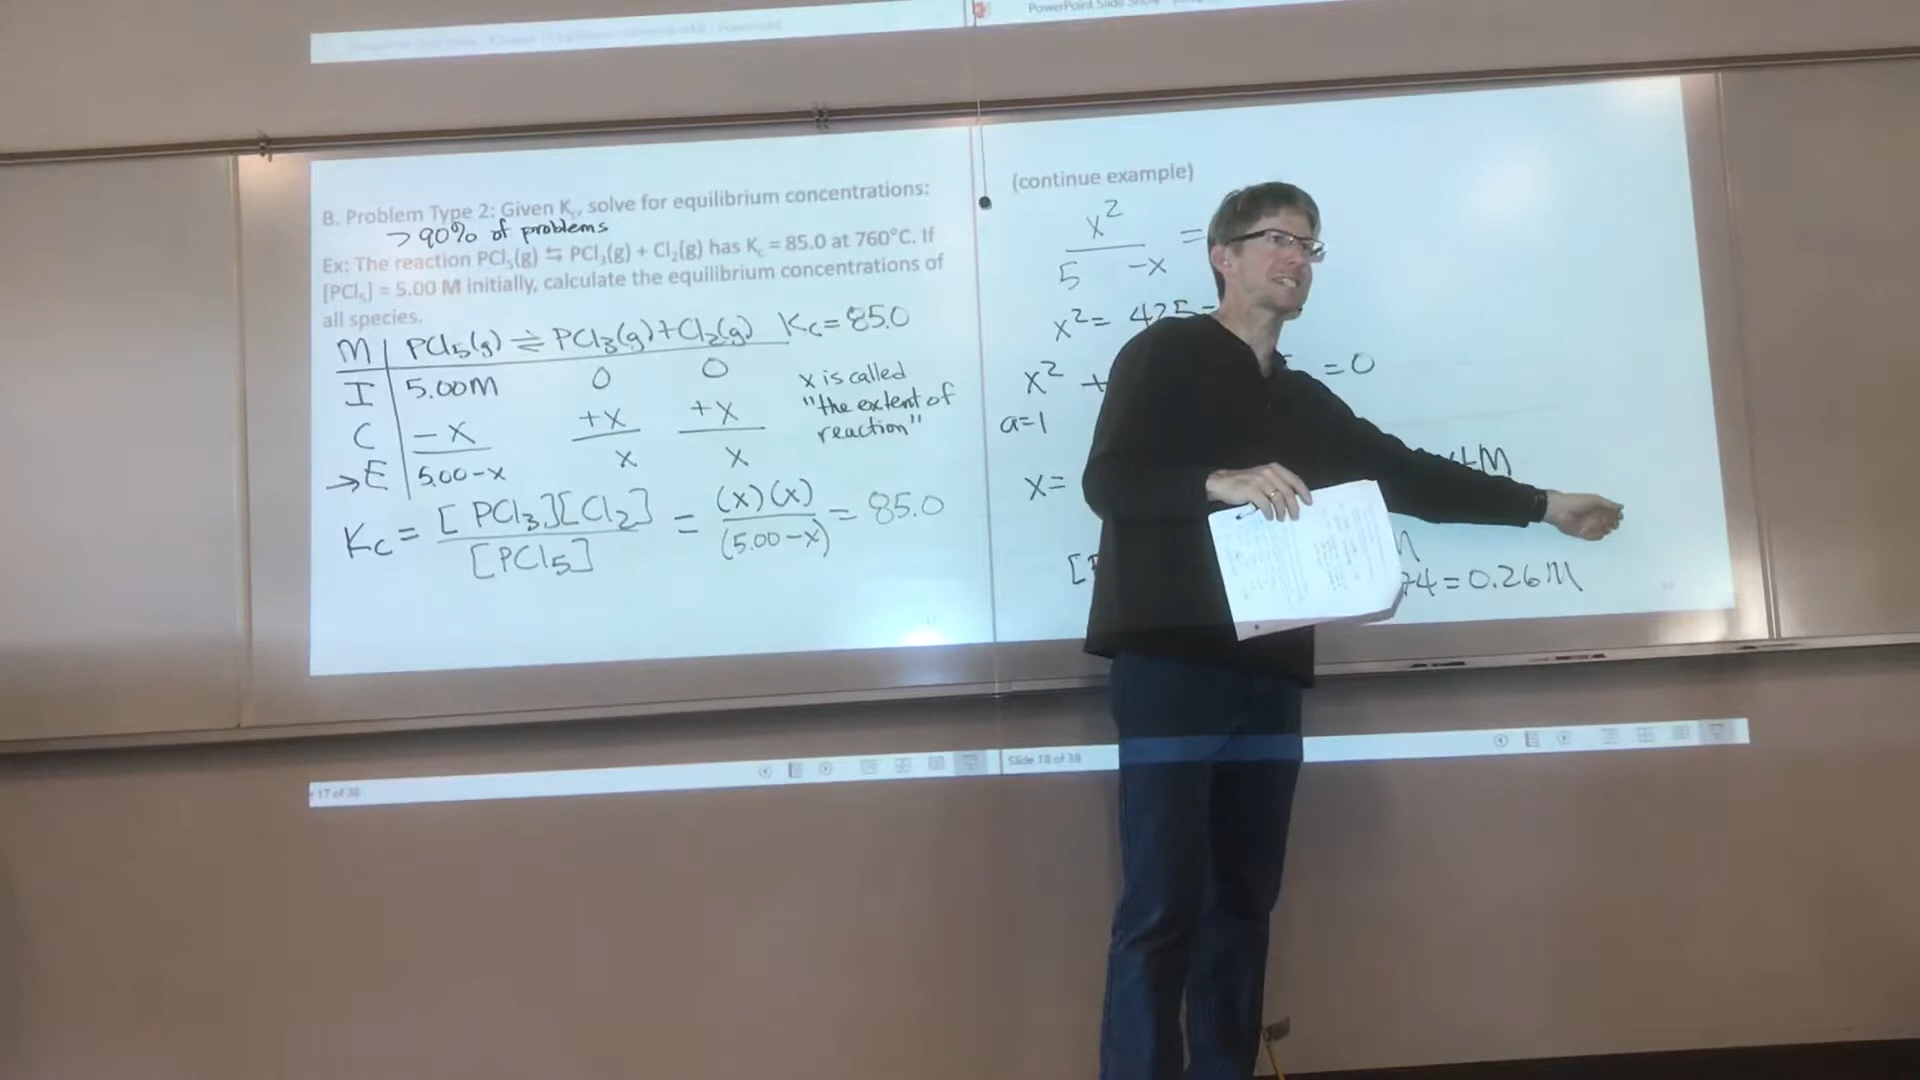 PowerPoint Slide Show
B. Problem Type 2: Given Kc, solve for equilibrium concentrations:
>90% of problems
Ex: The reaction PCl5(g) ⇆ PCl3(g) + Cl2(g) has Kc = 85.0 at 760°C. If
[PCl5] = 5.00 M initially, calculate the equilibrium concentrations of
all species.
M PCl5(g) ⇌ PCl3(g) + Cl2(g) Kc = 85.0
I 5.00M 0 0
C -x +x +x
→E 5.00-x x x
x is called
"the extent of
reaction"
Kc = [PCl3][Cl2] / [PCl5] = (x)(x) / (5.00-x) = 85.0
17 of 38
(continue example)
x² / 5 -x =
x² = 425 -
x² + = 0
a=1
x= M
[
74 = 0.26M
Slide 18 of 38